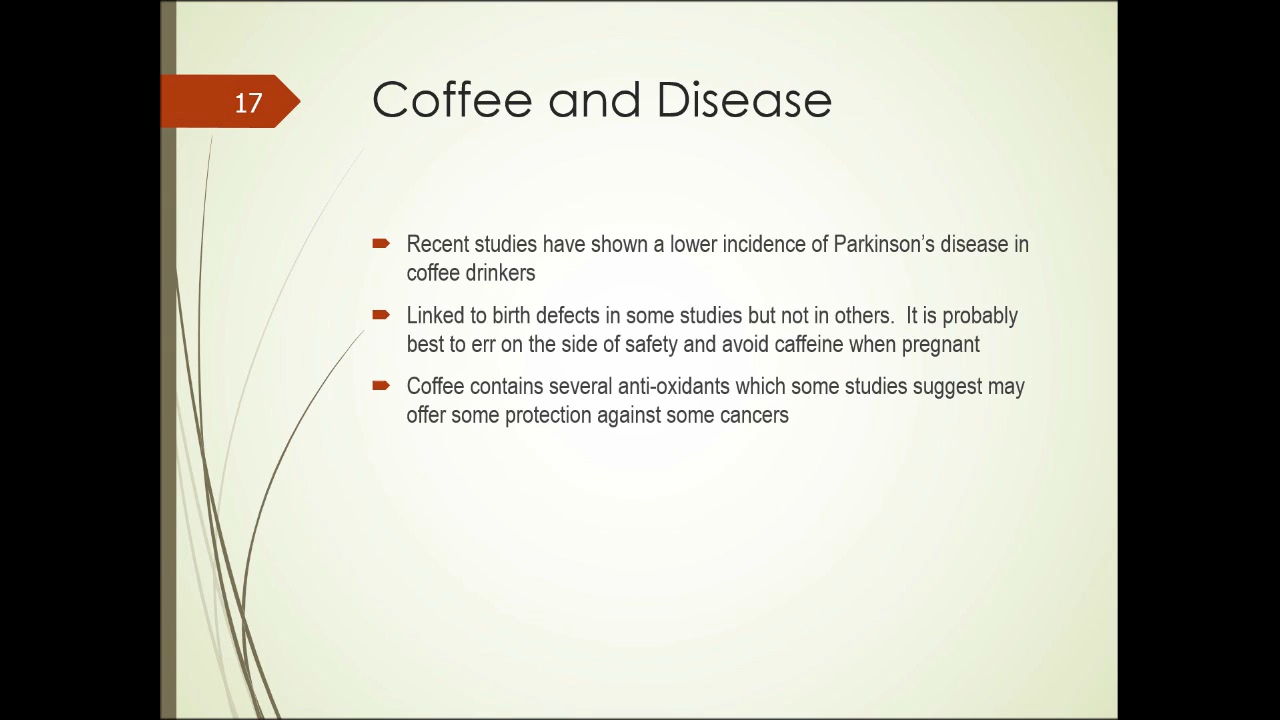 17
Coffee and Disease
Recent studies have shown a lower incidence of Parkinson’s disease in
coffee drinkers
Linked to birth defects in some studies but not in others.  It is probably
best to err on the side of safety and avoid caffeine when pregnant
Coffee contains several anti-oxidants which some studies suggest may
offer some protection against some cancers